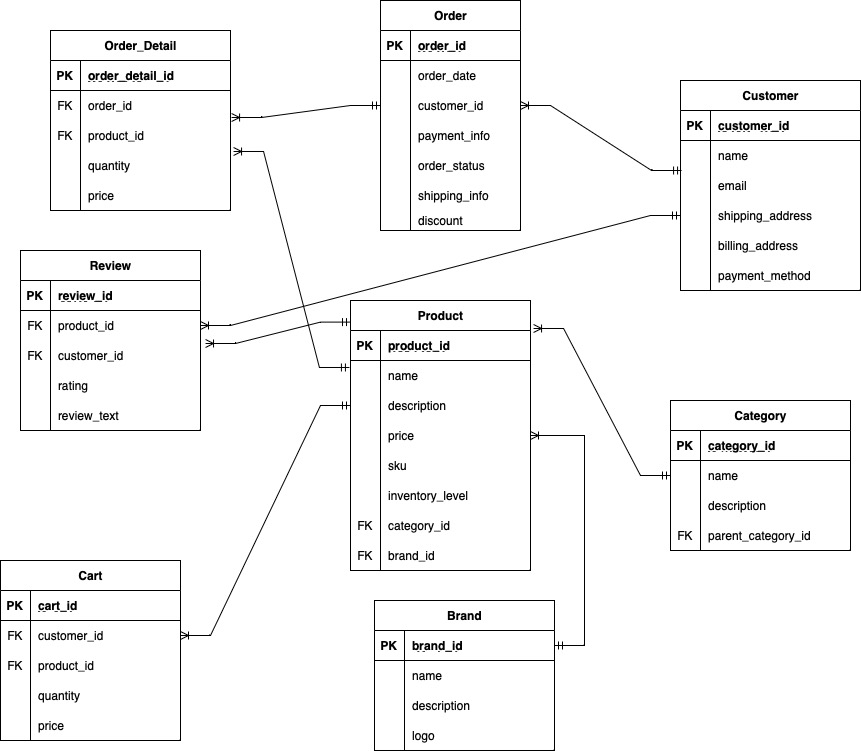 Order_Detail
PK order_detail_id
FK order_id
FK product_id
quantity
price
Order
PK order_id
order_date
customer_id
payment_info
order_status
shipping_info
discount
Customer
PK customer_id
name
email
shipping_address
billing_address
payment_method
Review
PK review_id
FK product_id
FK customer_id
rating
review_text
Product
PK product_id
name
description
price
sku
inventory_level
FK category_id
FK brand_id
Category
PK category_id
name
description
FK parent_category_id
Cart
PK cart_id
FK customer_id
FK product_id
quantity
price
Brand
PK brand_id
name
description
logo